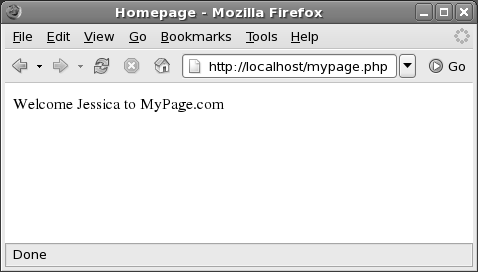 Homepage - Mozilla Firefox
File Edit View Go Bookmarks Tools Help
http://localhost/mypage.php Go
Welcome Jessica to MyPage.com
Done